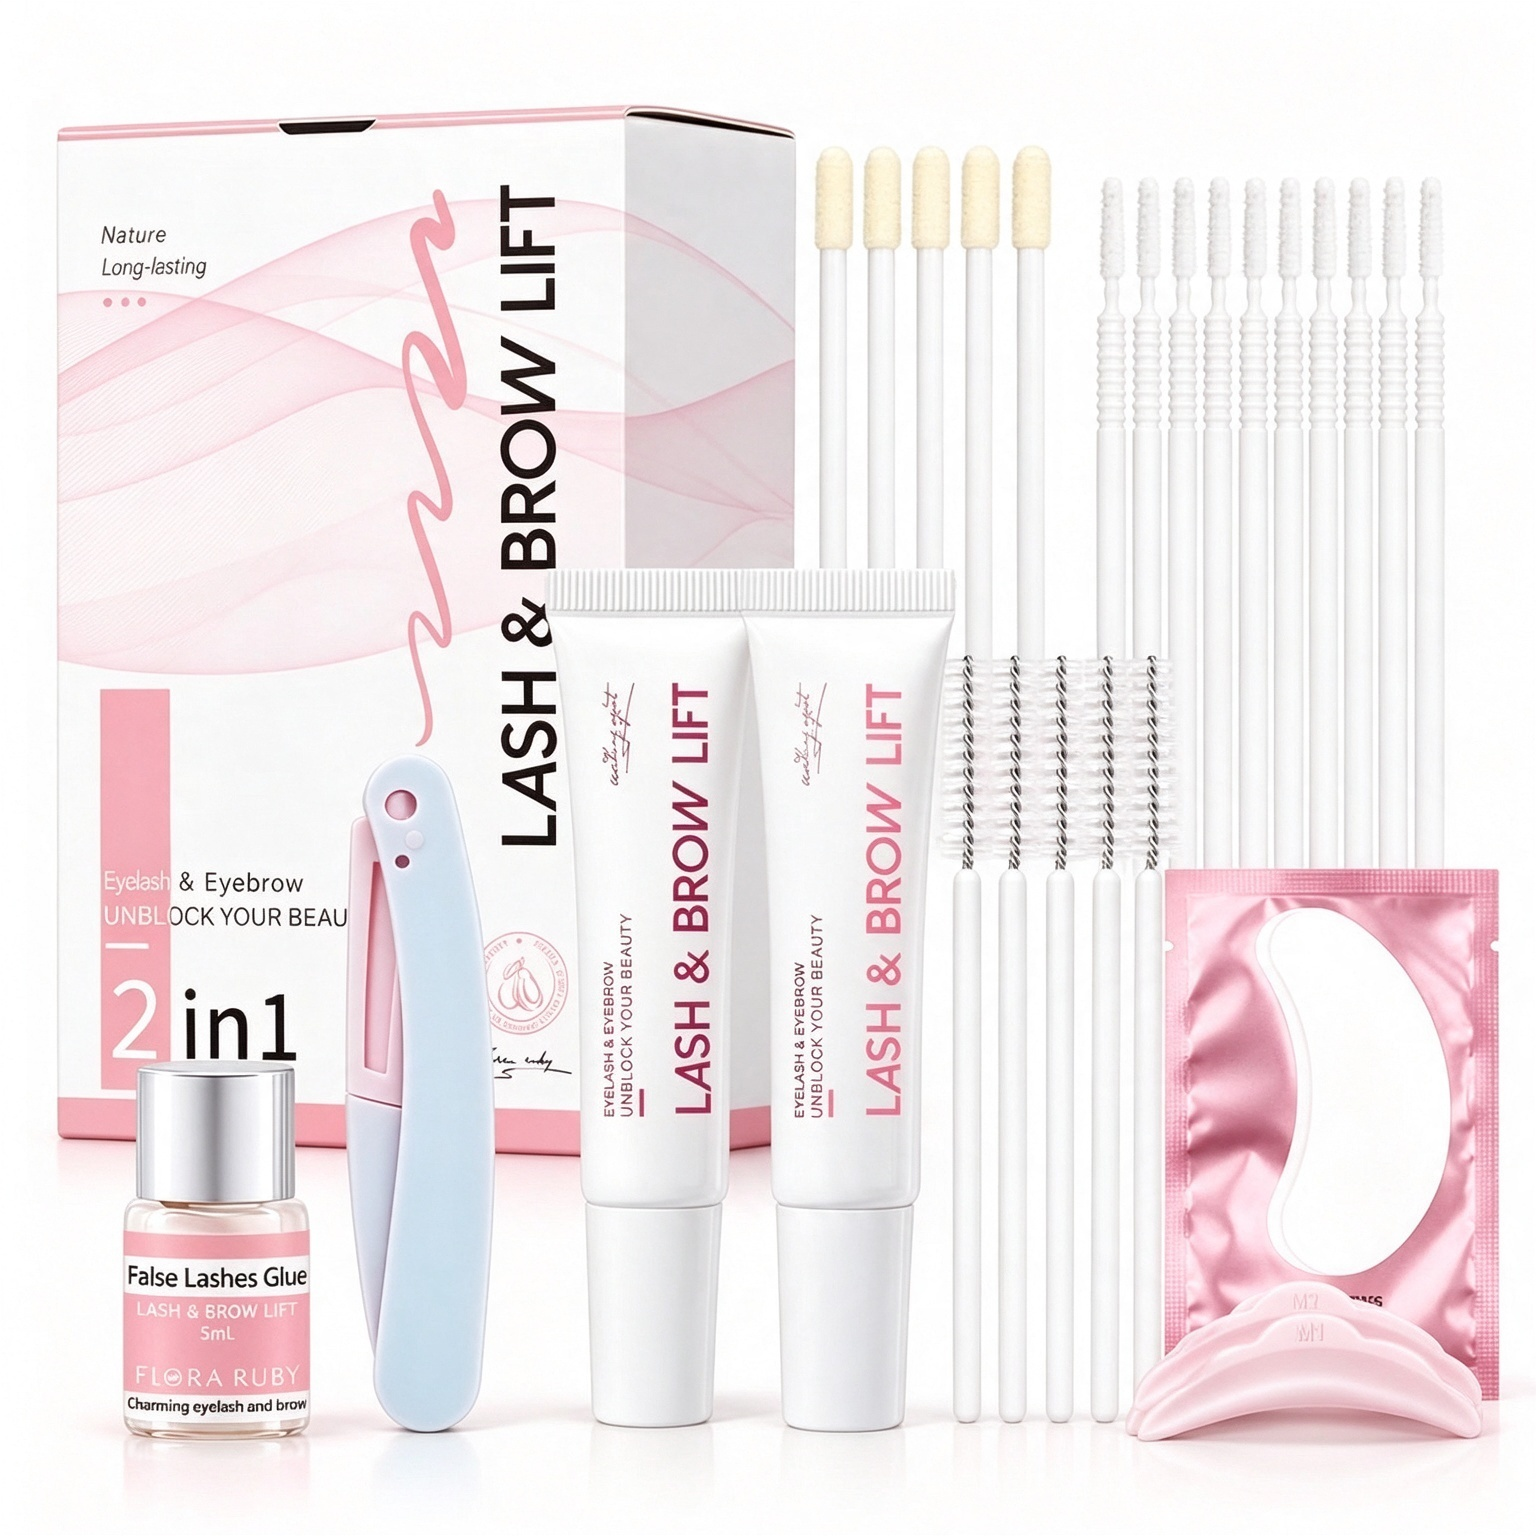 Nature
Long-lasting
LASH & BROW LIFT
Eyelash & Eyebrow
UNBLOCK YOUR BEAU
2in1
False Lashes Glue
LASH & BROW LIFT
5mL
FLORA RUBY
Charming eyelash and brow
EYELASH & EYEBROW
UNBLOCK YOUR BEAUTY
LASH & BROW LIFT
EYELASH & EYEBROW
UNBLOCK YOUR BEAUTY
LASH & BROW LIFT
M2
M1